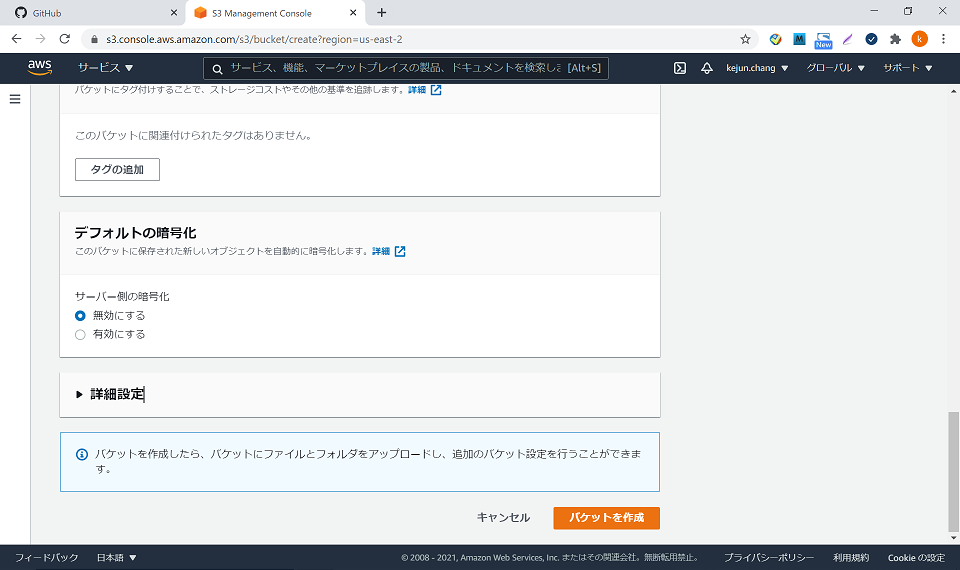 GitHub
S3 Management Console
s3.console.aws.amazon.com/s3/bucket/create?region=us-east-2
New
k
aws
サービス
サービス、機能、マーケットプレイスの製品、ドキュメントを検索し
[Alt+S]
kejun.chang
グローバル
サポート
バケットにタグ付けすることで、ストレージコストやその他の基準を追跡します。詳細
このバケットに関連付けられたタグはありません。
タグの追加
デフォルトの暗号化
このバケットに保存された新しいオブジェクトを自動的に暗号化します。詳細
サーバー側の暗号化
無効にする
有効にする
詳細設定
バケットを作成したら、バケットにファイルとフォルダをアップロードし、追加のバケット設定を行うことができま
す。
キャンセル
バケットを作成
フィードバック
日本語
© 2008 - 2021, Amazon Web Services, Inc. またはその関連会社。無断転用禁止。
プライバシーポリシー
利用規約
Cookie の設定